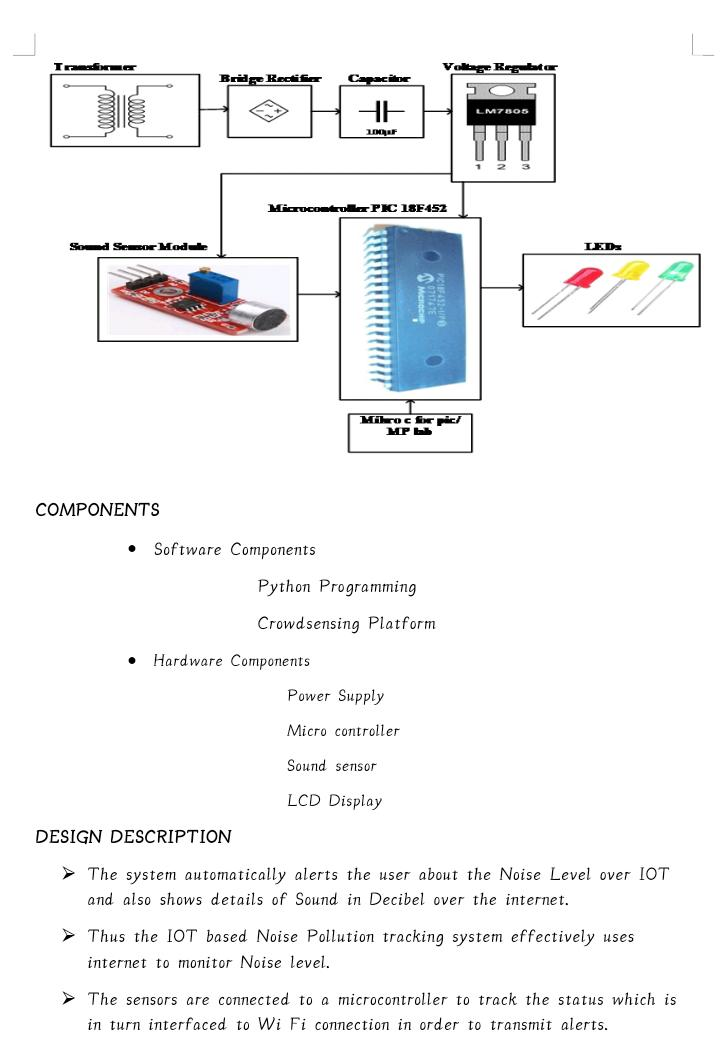 Transformer
Bridge Rectifier
Capacitor
Voltage Regulator
100µF
LM7805
1 2 3
Microcontroller PIC 18F452
Sound Sensor Module
LEDs
PIC18F452-I/P
MICROCHIP
Mikro c for pic/
MP lab
COMPONENTS
• Software Components
Python Programming
Crowdsensing Platform
• Hardware Components
Power Supply
Micro controller
Sound sensor
LCD Display
DESIGN DESCRIPTION
➢ The system automatically alerts the user about the Noise Level over IOT
and also shows details of Sound in Decibel over the internet.
➢ Thus the IOT based Noise Pollution tracking system effectively uses
internet to monitor Noise level.
➢ The sensors are connected to a microcontroller to track the status which is
in turn interfaced to Wi Fi connection in order to transmit alerts.